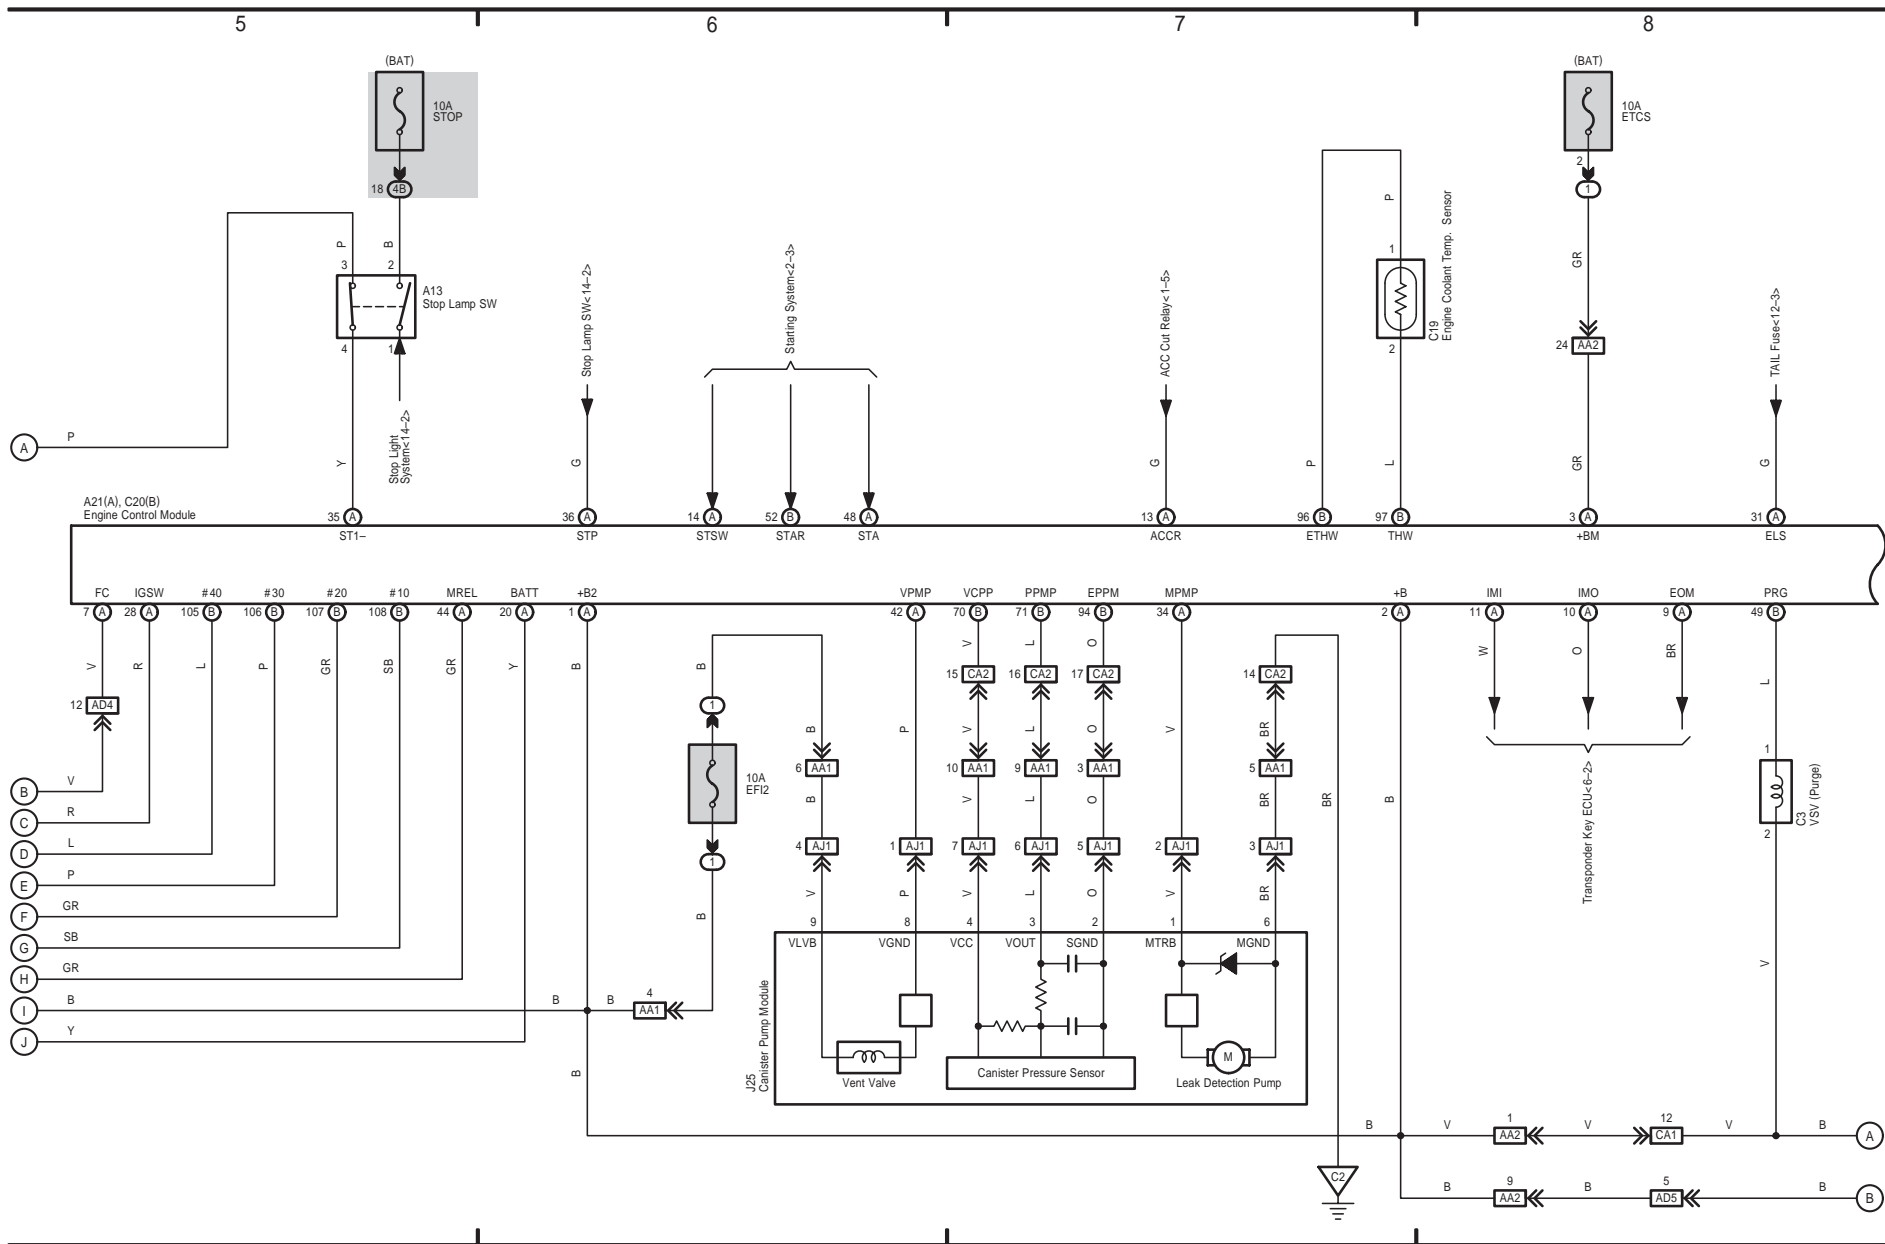 5 6 7 8
(BAT) (BAT)
10A
STOP
10A
ETCS
2
18 4B 1
P B
3 2
A13
Stop Lamp SW
4 1
Stop Light
System<14–2>
Y
A P
Stop Lamp SW<14–2>
G
Starting System<2–3>
ACC Cut Relay<1–5>
G
P
P
1
C19
Engine Coolant Temp. Sensor
2
L
GR
24 AA2
GR
TAIL Fuse<12–3>
G
A21(A), C20(B)
Engine Control Module
35 A 36 A 14 A 52 B 48 A 13 A 96 B 97 B 3 A 31 A
ST1– STP STSW STAR STA ACCR ETHW THW +BM ELS
FC IGSW #40 #30 #20 #10 MREL BATT +B2 VPMP VCPP PPMP EPPM MPMP +B IMI IMO EOM PRG
7 A 28 A 105 B 106 B 107 B 108 B 44 A 20 A 1 A 42 A 70 B 71 B 94 B 34 A 2 A 11 A 10 A 9 A 49 B
V R L P GR SB GR Y B B V L O W O BR L
12 AD4 15 CA2 16 CA2 17 CA2 14 CA2
1
B P V L O V BR
6 AA1 10 AA1 9 AA1 3 AA1 5 AA1
10A
EFI2
B V L O BR BR B
4 AJ1 1 AJ1 7 AJ1 6 AJ1 5 AJ1 2 AJ1 3 AJ1
1
B V P V L O V BR
9 8 4 3 2 1 6
VLVB VGND VCC VOUT SGND MTRB MGND
J25
Canister Pump Module
Vent Valve
Canister Pressure Sensor
M
Leak Detection Pump
Transponder Key ECU<6–2>
1
C3
VSV (Purge)
2
V
B V
C R
D L
E P
F GR
G SB
H GR
I B B B 4 AA1
J Y
B
B V 1 AA2 V 12 CA1 V B A
C2
B 9 AA2 B 5 AD5 B B